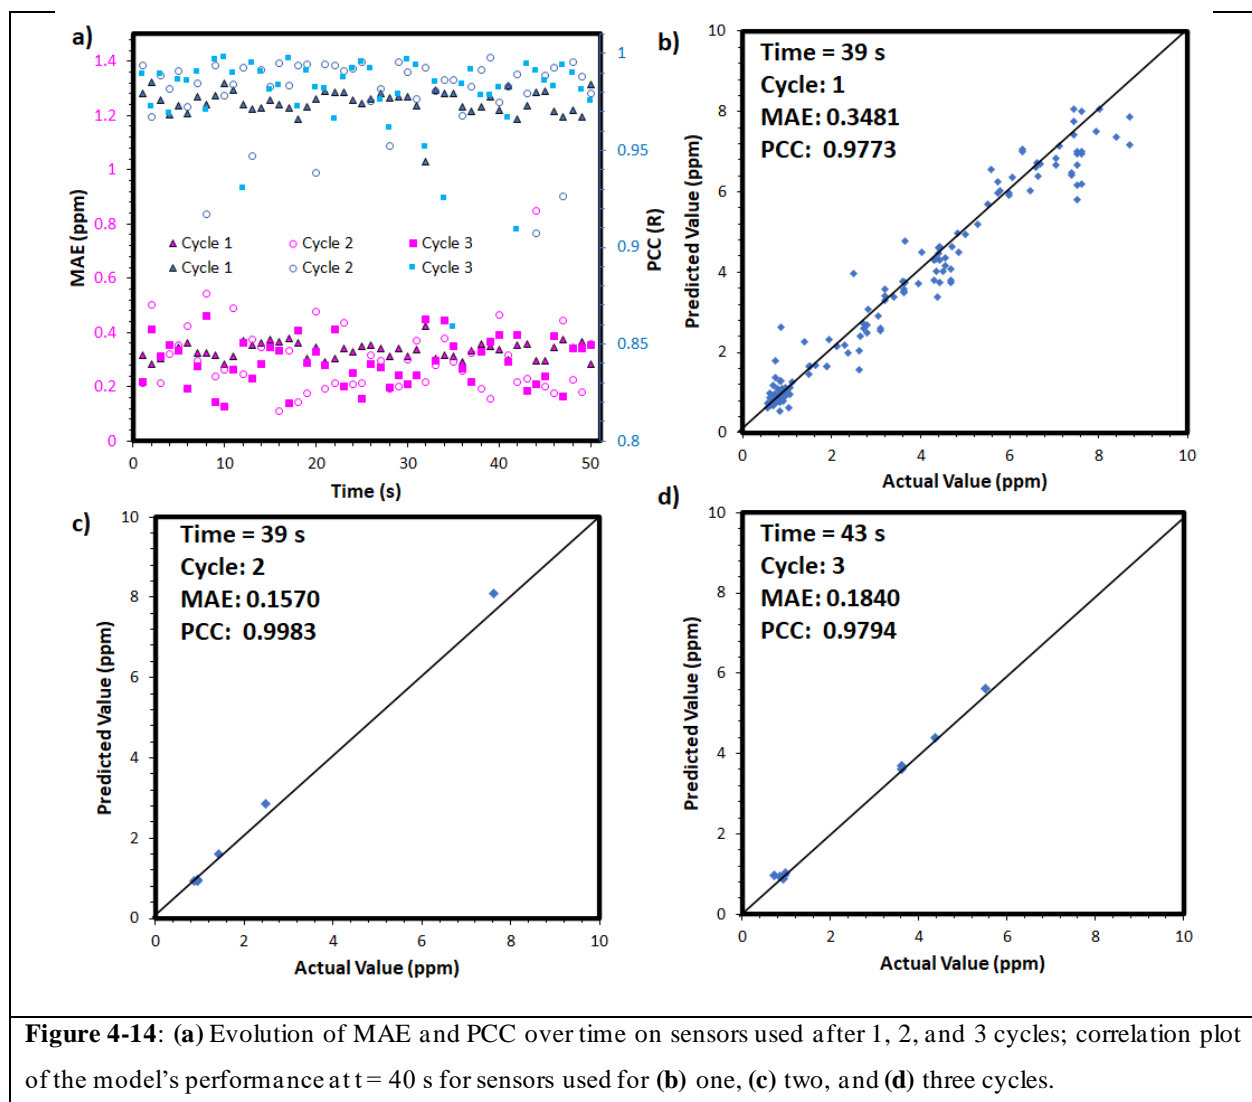 a)
1.4
1.2
1
0.8
0.6
0.4
0.2
0
MAE (ppm)
1
0.95
0.9
0.85
0.8
PCC (R)
Cycle 1 Cycle 2 Cycle 3
Cycle 1 Cycle 2 Cycle 3
0 10 20 30 40 50
Time (s)
b)
Time = 39 s
Cycle: 1
MAE: 0.3481
PCC: 0.9773
10
8
6
4
2
0
Predicted Value (ppm)
0 2 4 6 8 10
Actual Value (ppm)
c)
Time = 39 s
Cycle: 2
MAE: 0.1570
PCC: 0.9983
10
8
6
4
2
0
Predicted Value (ppm)
0 2 4 6 8 10
Actual Value (ppm)
d)
Time = 43 s
Cycle: 3
MAE: 0.1840
PCC: 0.9794
10
8
6
4
2
0
Predicted Value (ppm)
0 2 4 6 8 10
Actual Value (ppm)
Figure 4-14: (a) Evolution of MAE and PCC over time on sensors used after 1, 2, and 3 cycles; correlation plot
of the model's performance at t = 40 s for sensors used for (b) one, (c) two, and (d) three cycles.